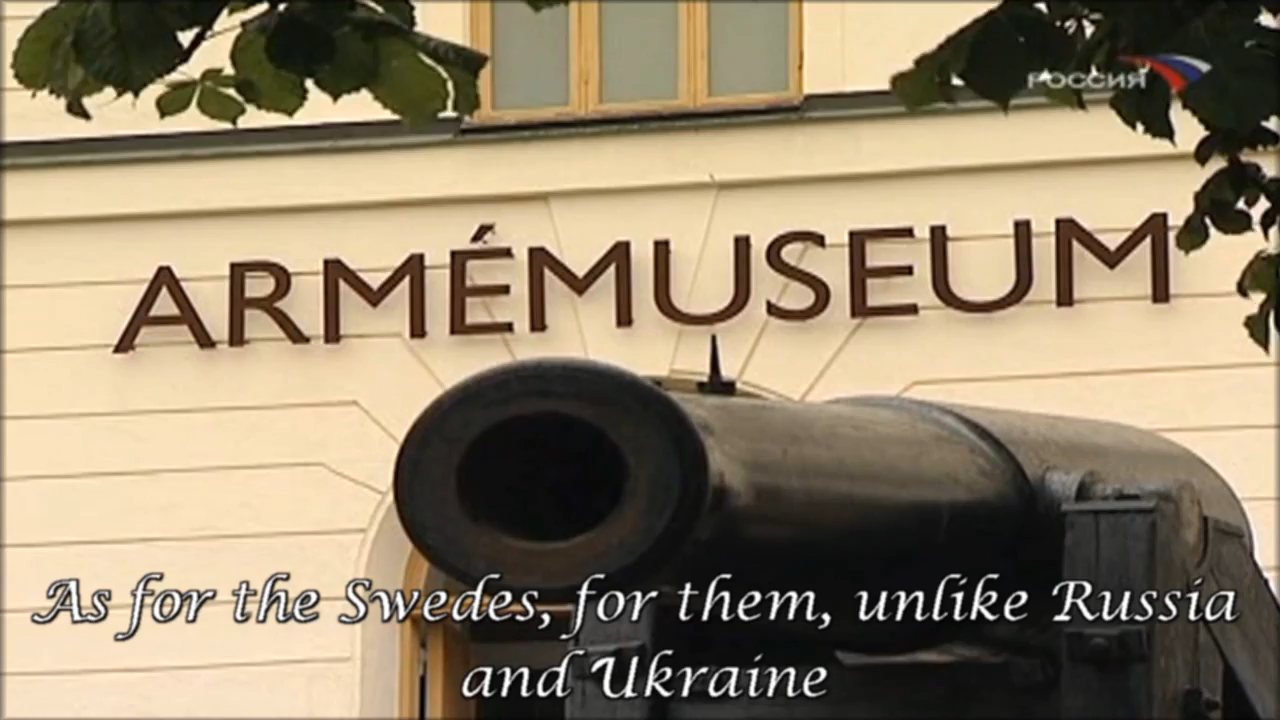 РОССИЯ
ARMÉMUSEUM
As for the Swedes, for them, unlike Russia
and Ukraine